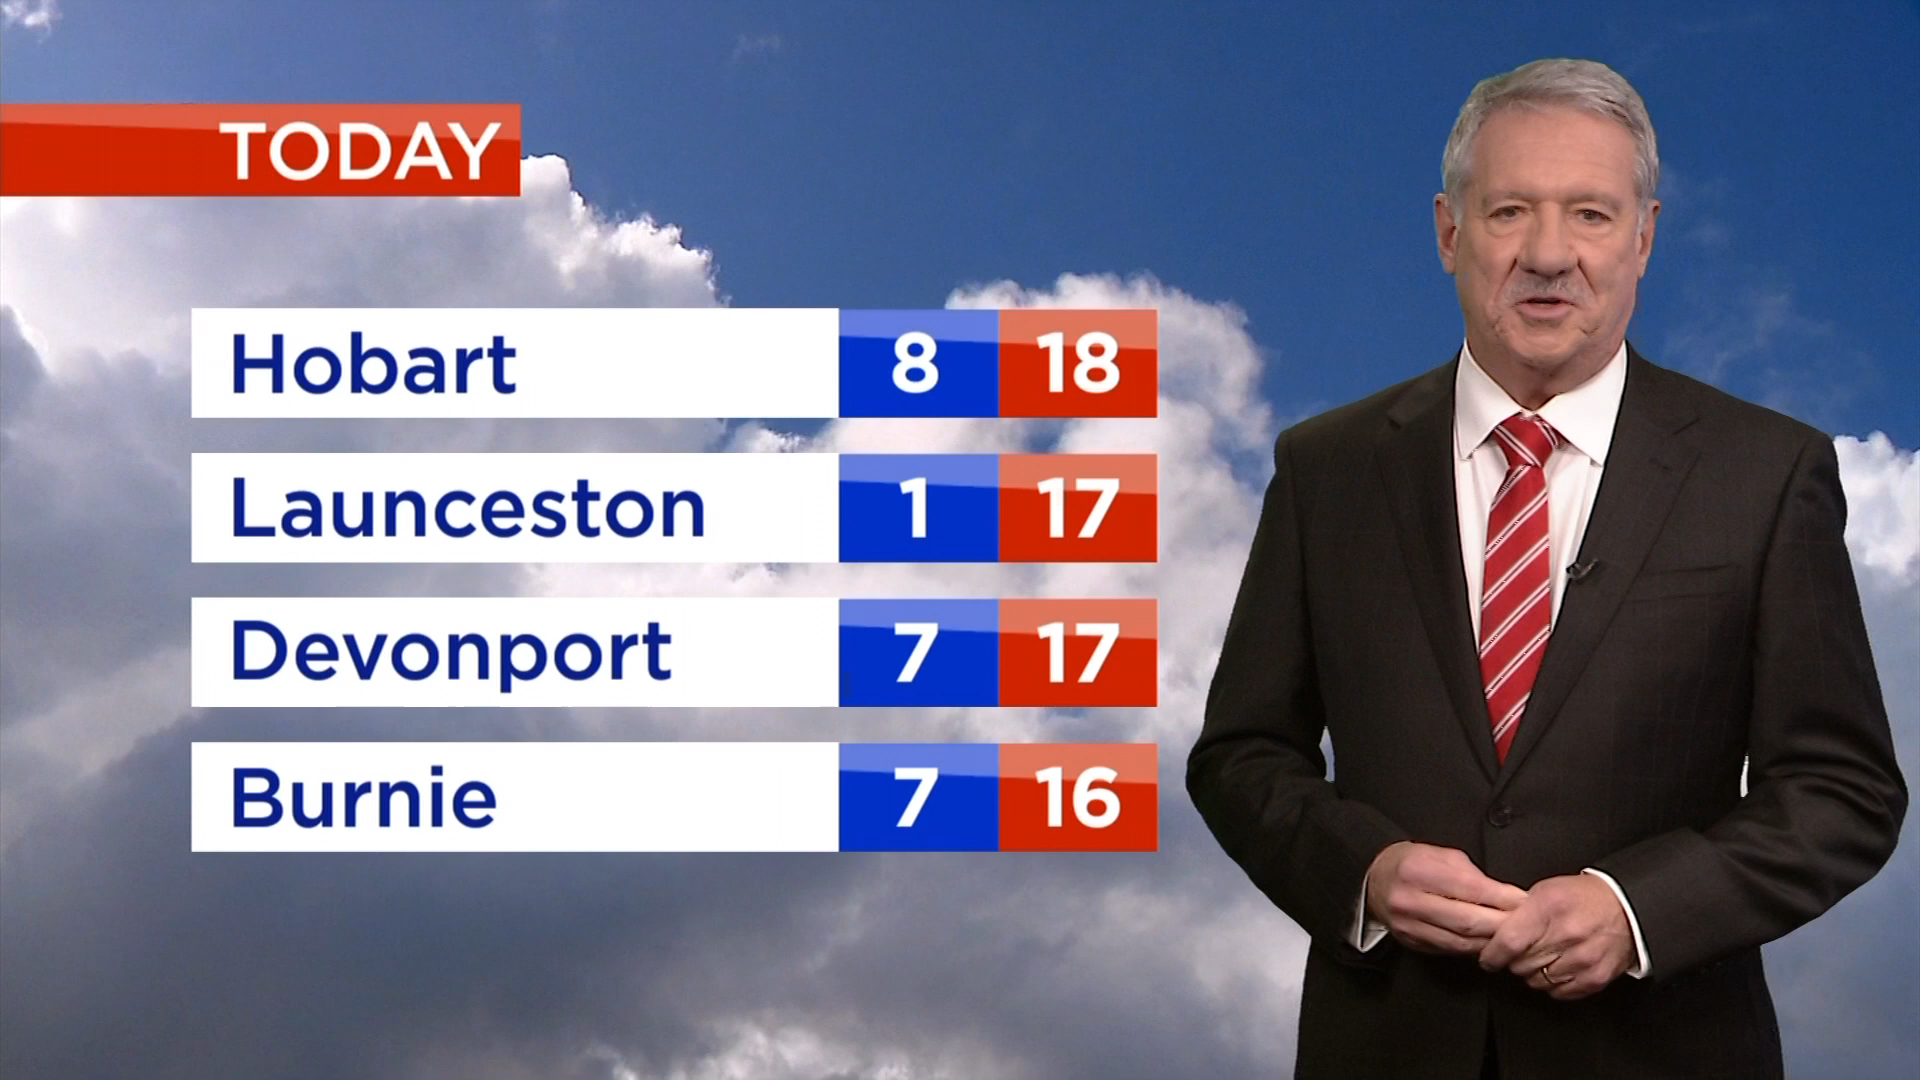 TODAY
Hobart 8 18
Launceston 1 17
Devonport 7 17
Burnie 7 16